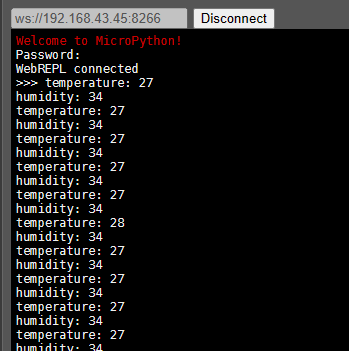 ws://192.168.43.45:8266 Disconnect
Welcome to MicroPython!
Password:
WebREPL connected
>>> temperature: 27
humidity: 34
temperature: 27
humidity: 34
temperature: 27
humidity: 34
temperature: 27
humidity: 34
temperature: 27
humidity: 34
temperature: 28
humidity: 34
temperature: 27
humidity: 34
temperature: 27
humidity: 34
temperature: 27
humidity: 34
temperature: 27
humidity: 34